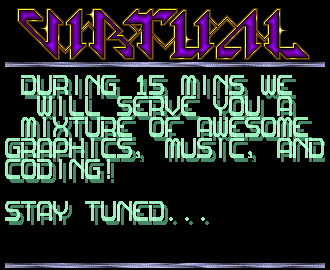 VIRTUAL
DURING 15 MINS WE
WILL SERVE YOU A
MIXTURE OF AWESOME
GRAPHICS, MUSIC, AND
CODING!
STAY TUNED...